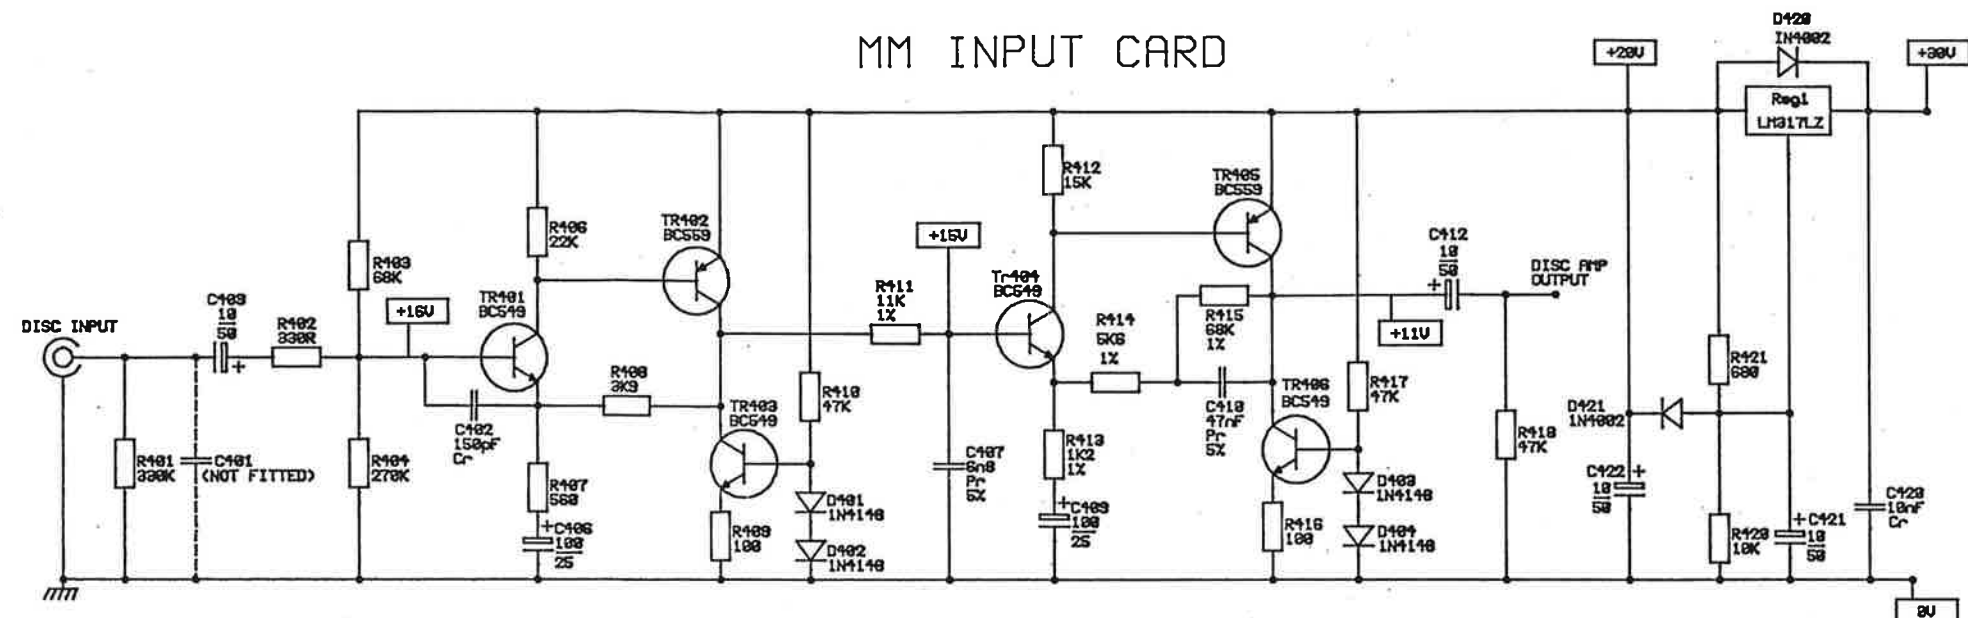 MM INPUT CARD
D420
IN4002
+20V
+30V
Reg1
LM317LZ
R412
15K
TR405
BC559
R406
22K
TR402
BC559
+15V
C412
10
50
DISC AMP
OUTPUT
R403
68K
Tr404
BC549
R411
11K
1%
TR401
BC549
C403
10
50
+16V
DISC INPUT
R402
330R
R414
5K6
1%
R415
68K
1%
+11V
R421
680
R408
3K9
R410
47K
TR403
BC549
TR406
BC549
R417
47K
D421
1N4002
C402
150pF
Cr
C410
47nF
Pr
5%
R418
47K
R401
330K
C401
(NOT FITTED)
R404
270K
R413
1K2
1%
C407
6n8
Pr
5%
R407
560
D401
1N4148
D403
1N4148
C422
10
50
C420
10nF
Cr
C406
100
25
R409
100
D402
1N4148
C409
100
25
R416
100
D404
1N4148
R420
10K
C421
10
50
0V